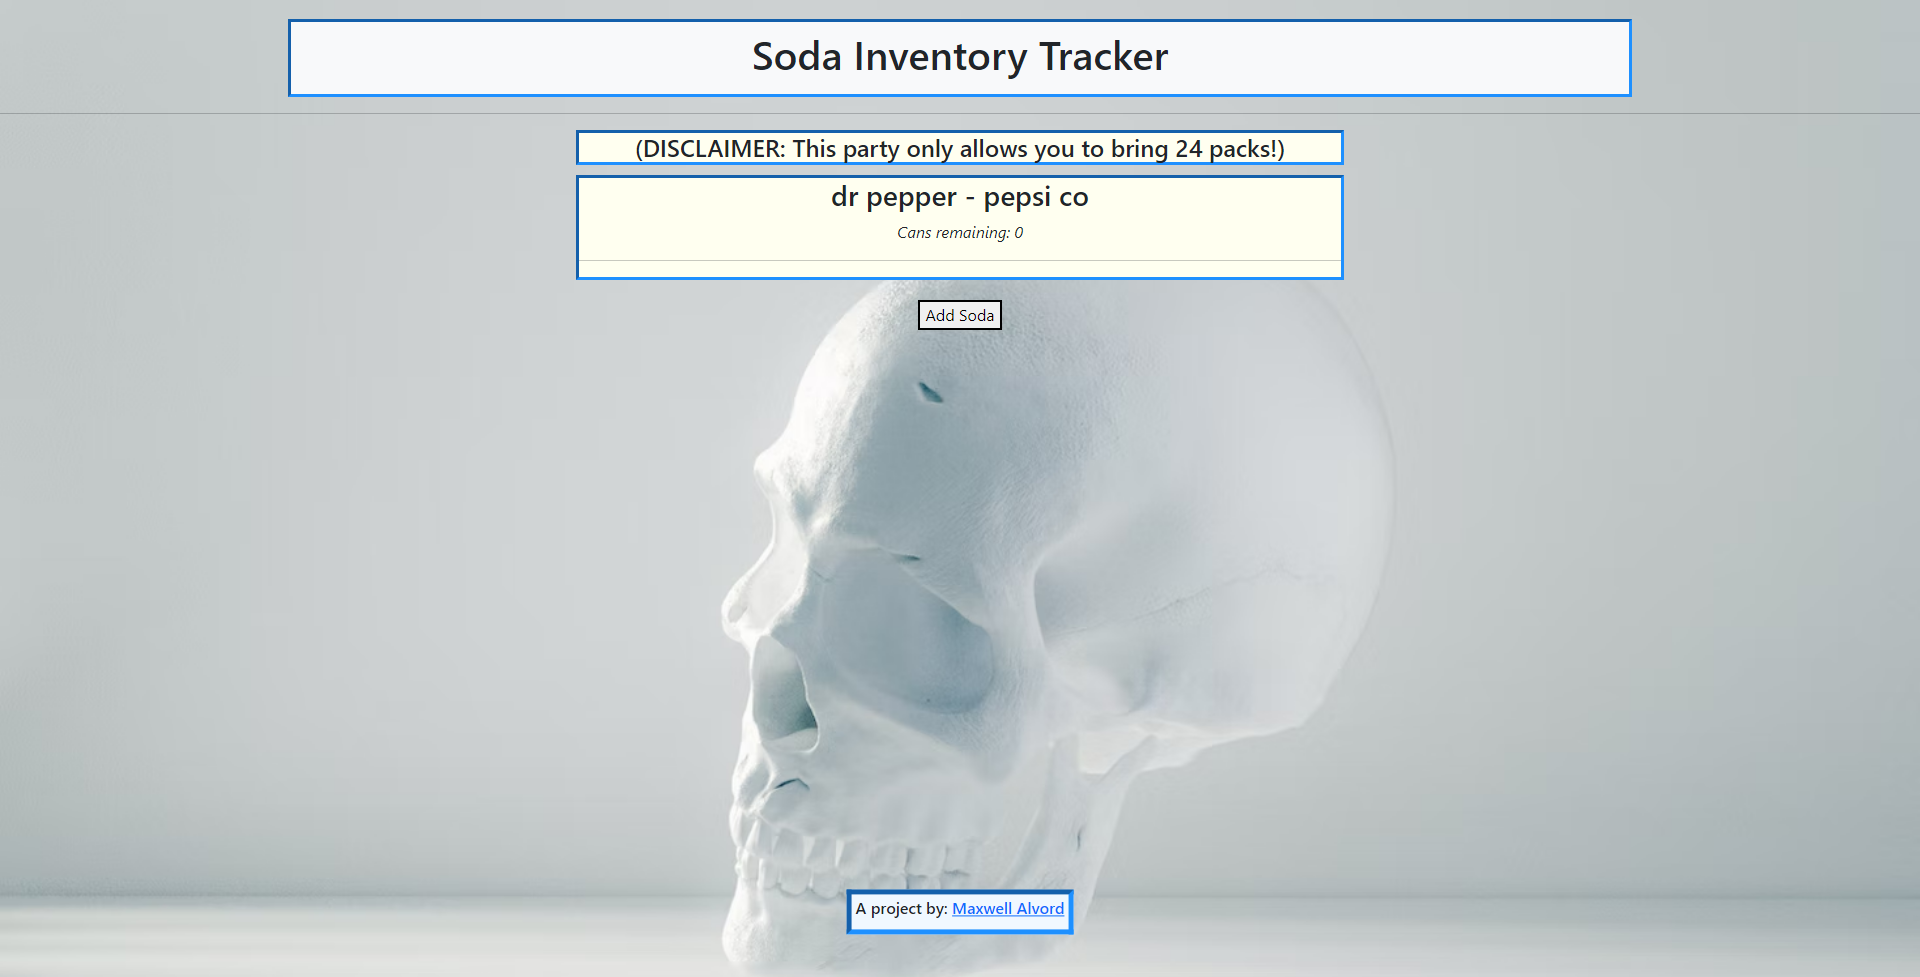 Soda Inventory Tracker
(DISCLAIMER: This party only allows you to bring 24 packs!)
dr pepper - pepsi co
Cans remaining: 0
Add Soda
A project by: Maxwell Alvord